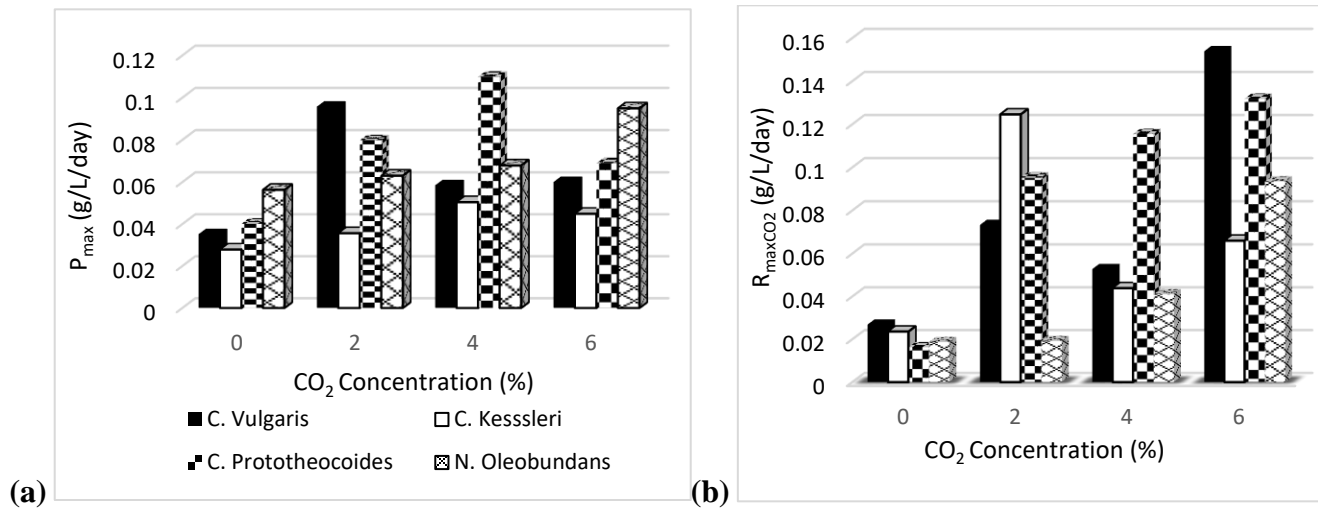 0.12
0.1
0.08
0.06
0.04
0.02
0
P_max (g/L/day)
0 2 4 6
CO₂ Concentration (%)
C. Vulgaris C. Kesssleri
C. Prototheocoides N. Oleobundans
(a)
0.16
0.14
0.12
0.1
0.08
0.06
0.04
0.02
0
R_maxCO2 (g/L/day)
0 2 4 6
CO₂ Concentration (%)
(b)